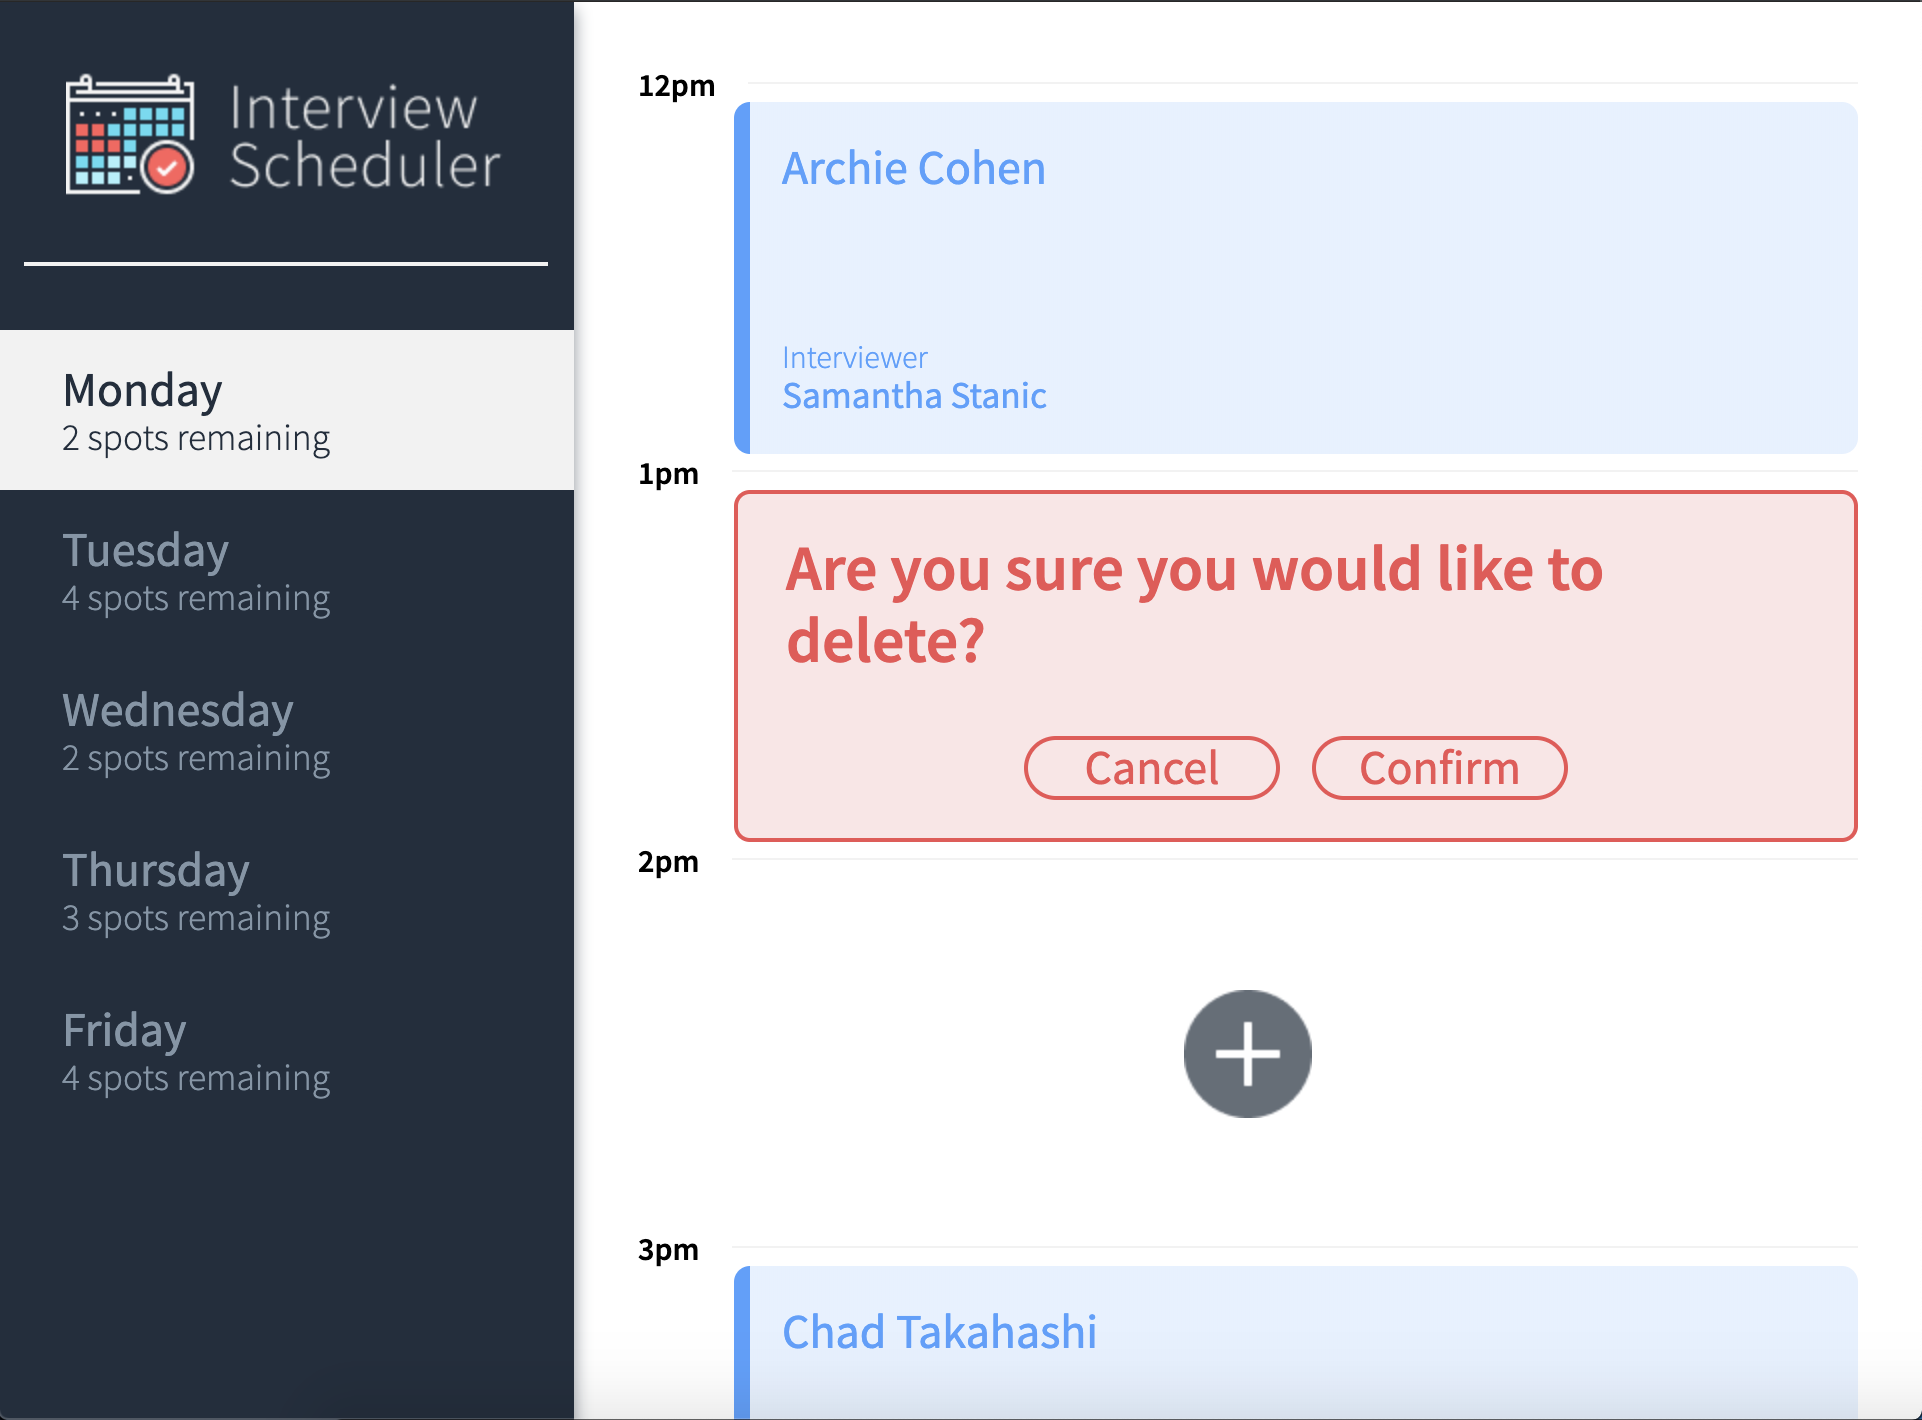 Interview
Scheduler
Monday
2 spots remaining
Tuesday
4 spots remaining
Wednesday
2 spots remaining
Thursday
3 spots remaining
Friday
4 spots remaining
12pm
Archie Cohen
Interviewer
Samantha Stanic
1pm
Are you sure you would like to
delete?
Cancel Confirm
2pm
3pm
Chad Takahashi